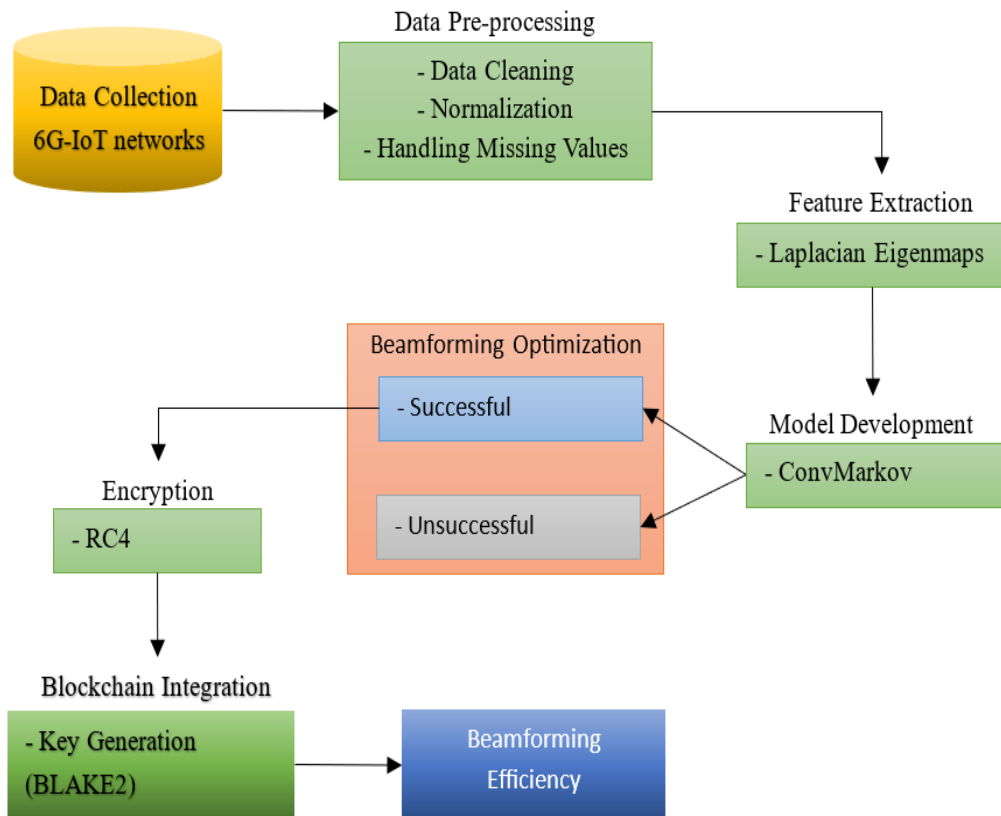 Data Collection
6G-IoT networks
Data Pre-processing
- Data Cleaning
- Normalization
- Handling Missing Values
Feature Extraction
- Laplacian Eigenmaps
Model Development
- ConvMarkov
Beamforming Optimization
- Successful
- Unsuccessful
Encryption
- RC4
Blockchain Integration
- Key Generation
(BLAKE2)
Beamforming
Efficiency